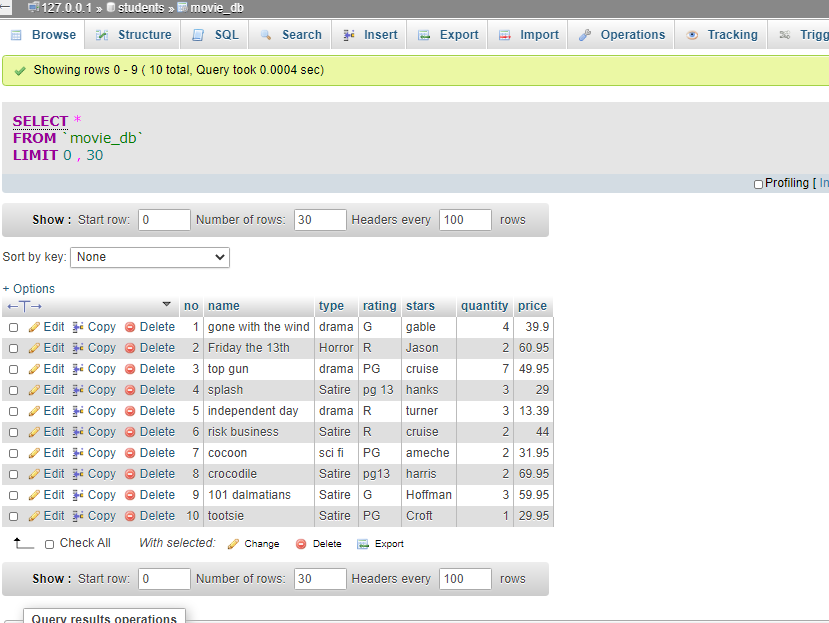 127.0.0.1 » students » movie_db
Browse Structure SQL Search Insert Export Import Operations Tracking Trigg
Showing rows 0 - 9 ( 10 total, Query took 0.0004 sec)
SELECT *
FROM `movie_db`
LIMIT 0 , 30
Profiling [ In
Show : Start row: 0 Number of rows: 30 Headers every 100 rows
Sort by key: None
+ Options
←T→ no name type rating stars quantity price
Edit Copy Delete 1 gone with the wind drama G gable 4 39.9
Edit Copy Delete 2 Friday the 13th Horror R Jason 2 60.95
Edit Copy Delete 3 top gun drama PG cruise 7 49.95
Edit Copy Delete 4 splash Satire pg 13 hanks 3 29
Edit Copy Delete 5 independent day drama R turner 3 13.39
Edit Copy Delete 6 risk business Satire R cruise 2 44
Edit Copy Delete 7 cocoon sci fi PG ameche 2 31.95
Edit Copy Delete 8 crocodile Satire pg13 harris 2 69.95
Edit Copy Delete 9 101 dalmatians Satire G Hoffman 3 59.95
Edit Copy Delete 10 tootsie Satire PG Croft 1 29.95
Check All With selected: Change Delete Export
Show : Start row: 0 Number of rows: 30 Headers every 100 rows
Query results operations